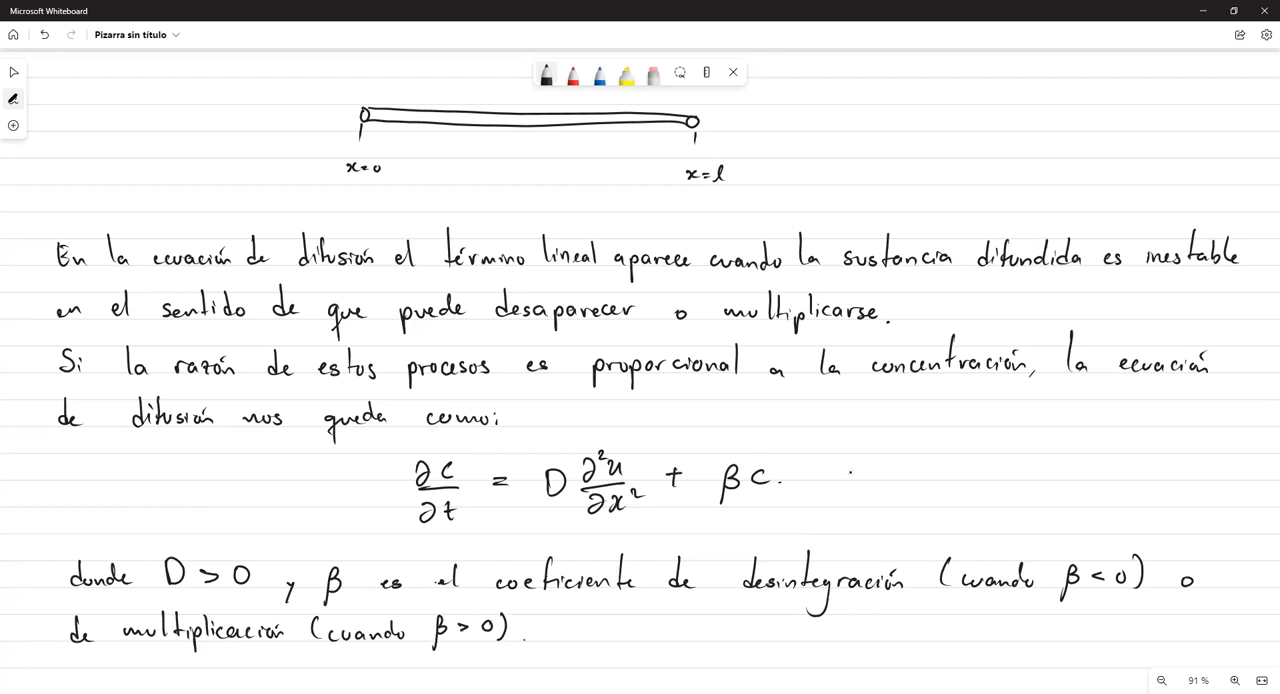 Microsoft Whiteboard
Pizarra sin título
x=0
x=l
En la ecuación de difusión el término lineal aparece cuando la sustancia difundida es inestable
en el sentido de que puede desaparecer o multiplicarse.
Si la razón de estos procesos es proporcional a la concentración, la ecuación
de difusión nos queda como:
∂c/∂t = D ∂²u/∂x² + βc.
donde D>0 y β es el coeficiente de desintegración (cuando β<0) o
de multiplicación (cuando β>0).
91 %